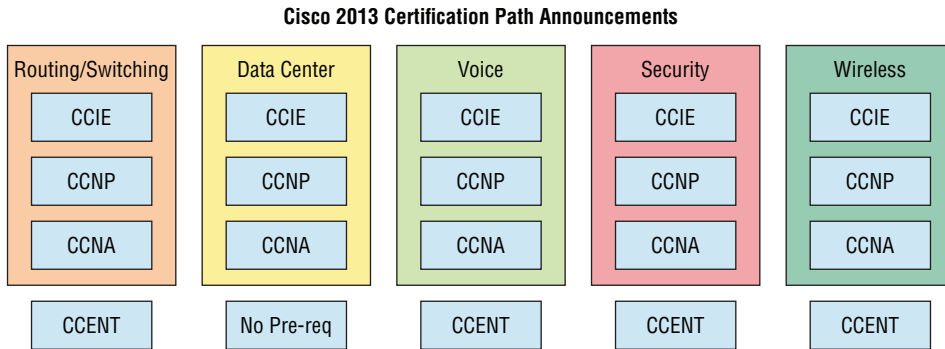 Cisco 2013 Certification Path Announcements
Routing/Switching
CCIE
CCNP
CCNA
CCENT
Data Center
CCIE
CCNP
CCNA
No Pre-req
Voice
CCIE
CCNP
CCNA
CCENT
Security
CCIE
CCNP
CCNA
CCENT
Wireless
CCIE
CCNP
CCNA
CCENT